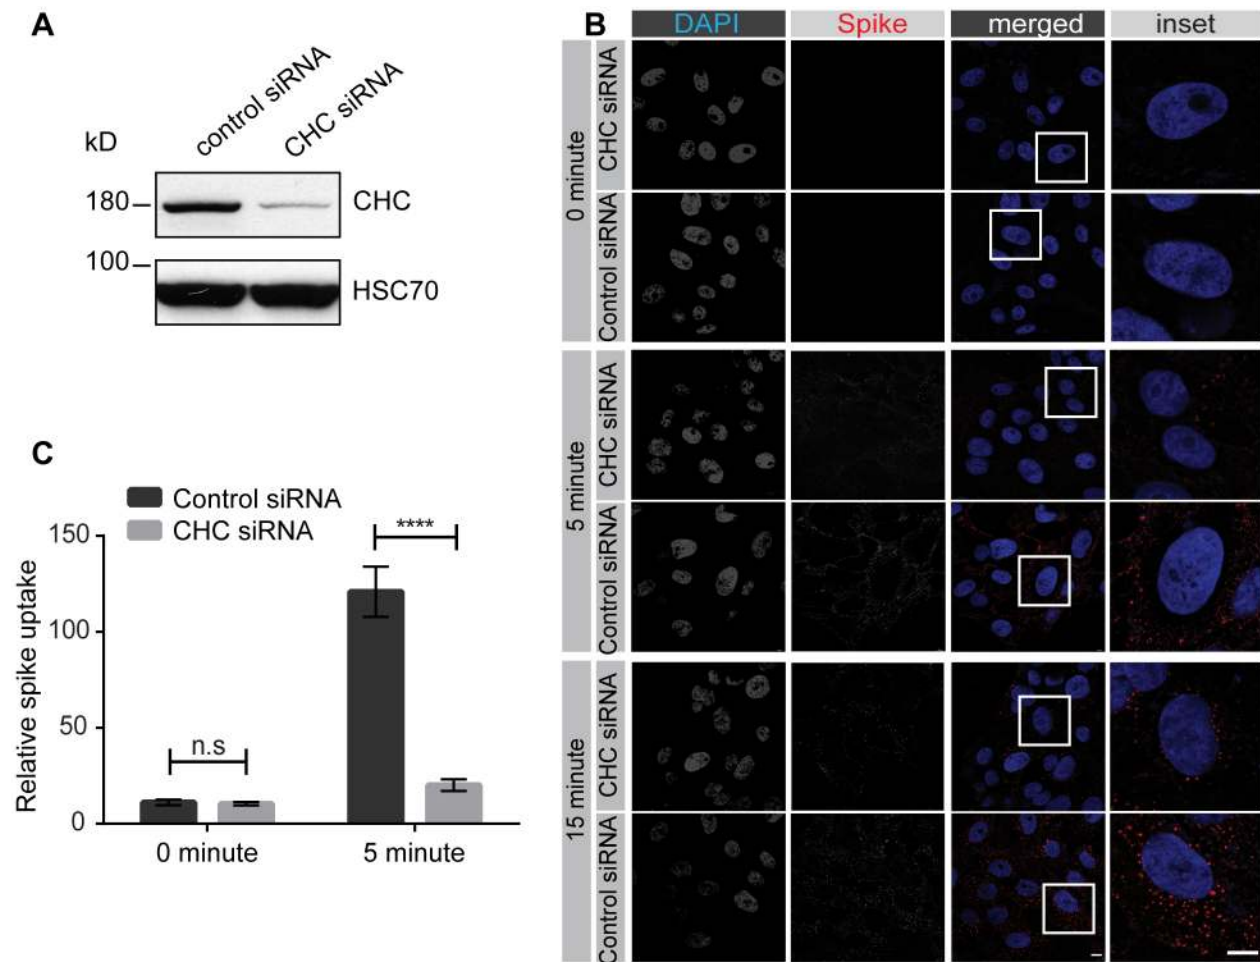 A
control siRNA
CHC siRNA
kD
180
CHC
100
HSC70
B
DAPI
Spike
merged
inset
0 minute
CHC siRNA
Control siRNA
5 minute
CHC siRNA
Control siRNA
15 minute
CHC siRNA
Control siRNA
C
Control siRNA
CHC siRNA
Relative spike uptake
150
100
50
0
n.s
****
0 minute
5 minute